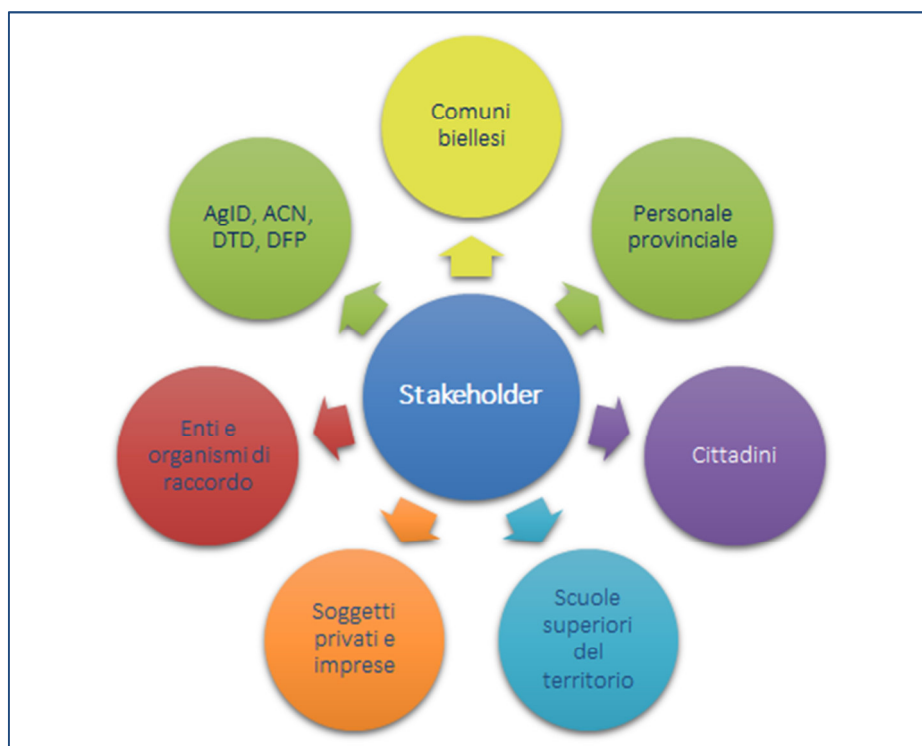 Comuni
biellesi
AgID, ACN,
DTD, DFP
Personale
provinciale
Stakeholder
Enti e
organismi di
raccordo
Cittadini
Soggetti
privati e
imprese
Scuole
superiori
del
territorio